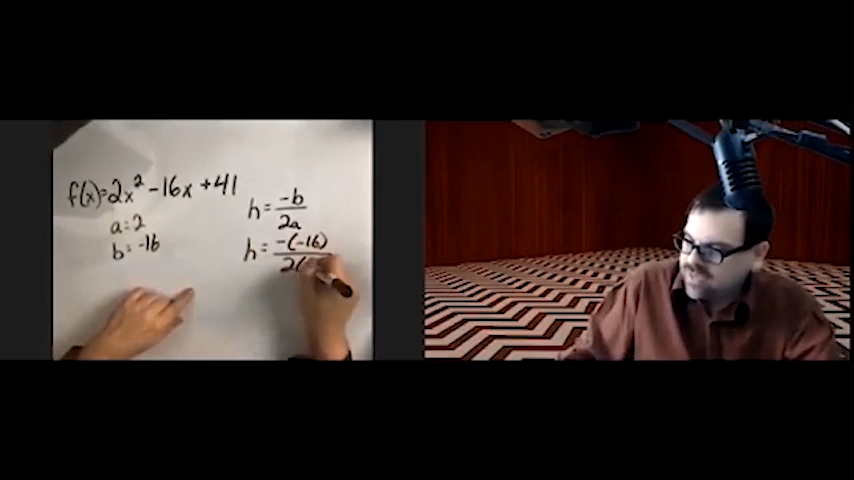 f(x)=2x²-16x+41
a=2
b=-16
h=-b/2a
h=-(-16)/2(